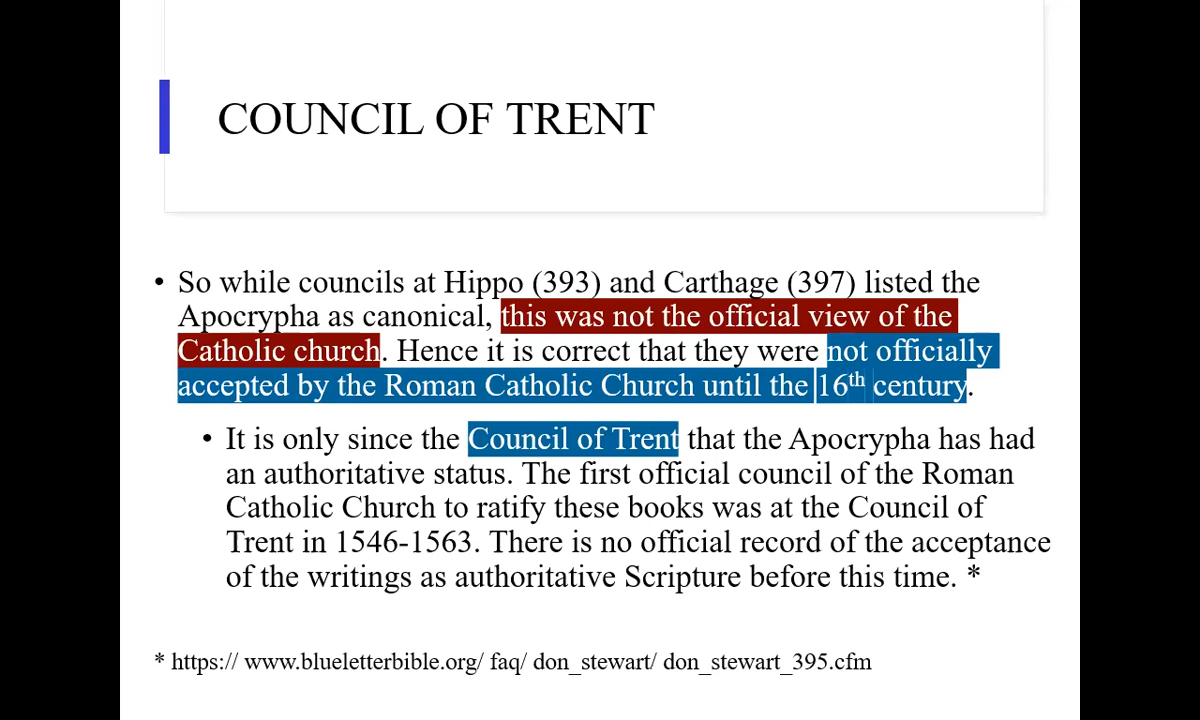 COUNCIL OF TRENT
• So while councils at Hippo (393) and Carthage (397) listed the
Apocrypha as canonical, this was not the official view of the
Catholic church. Hence it is correct that they were not officially
accepted by the Roman Catholic Church until the 16th century.
• It is only since the Council of Trent that the Apocrypha has had
an authoritative status. The first official council of the Roman
Catholic Church to ratify these books was at the Council of
Trent in 1546-1563. There is no official record of the acceptance
of the writings as authoritative Scripture before this time. *
* https:// www.blueletterbible.org/ faq/ don_stewart/ don_stewart_395.cfm